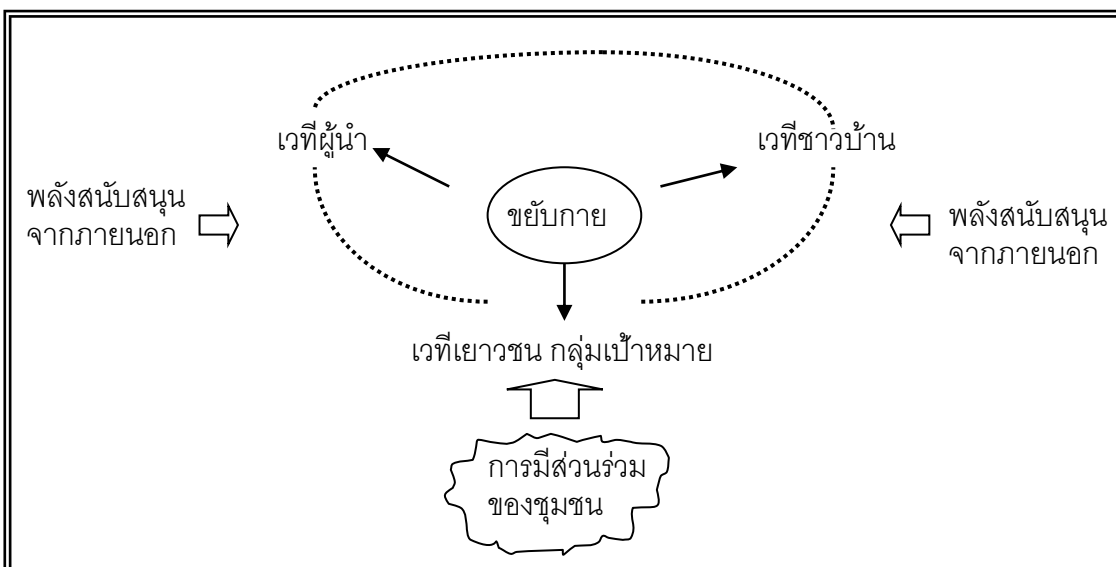 เวทีผู้นำ
เวทีชาวบ้าน
พลังสนับสนุน
จากภายนอก
ขยับกาย
พลังสนับสนุน
จากภายนอก
เวทีเยาวชน กลุ่มเป้าหมาย
การมีส่วนร่วม
ของชุมชน